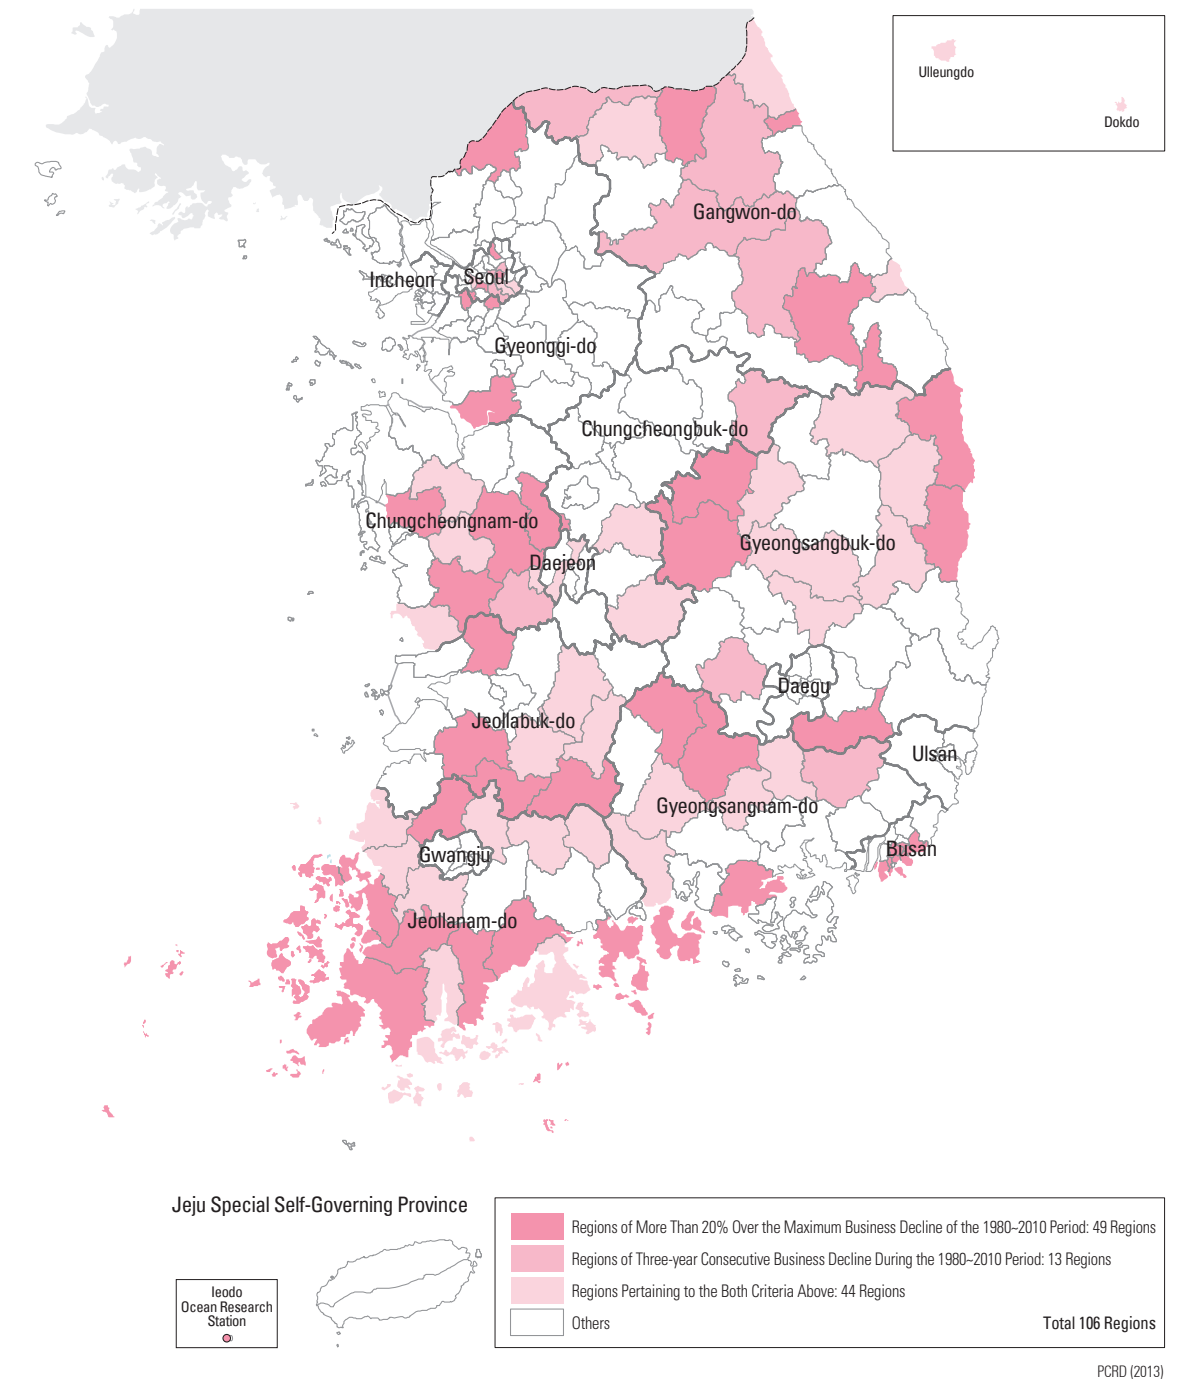 Ulleungdo
Dokdo
Gangwon-do
Incheon
Seoul
Gyeonggi-do
Chungcheongbuk-do
Chungcheongnam-do
Gyeongsangbuk-do
Daejeon
Daegu
Jeollabuk-do
Ulsan
Gyeongsangnam-do
Busan
Gwangju
Jeollanam-do
Jeju Special Self-Governing Province
Ieodo
Ocean Research
Station
Regions of More Than 20% Over the Maximum Business Decline of the 1980~2010 Period: 49 Regions
Regions of Three-year Consecutive Business Decline During the 1980~2010 Period: 13 Regions
Regions Pertaining to the Both Criteria Above: 44 Regions
Others
Total 106 Regions
PCRD (2013)